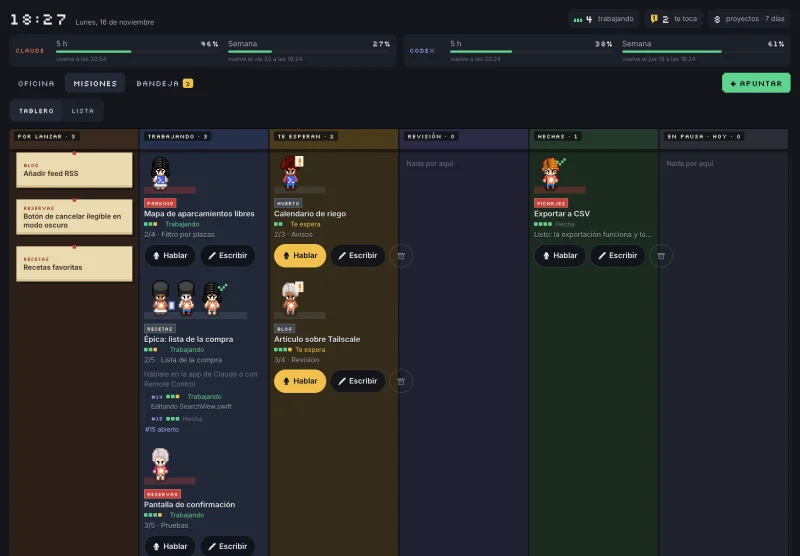 18:27 Lunes, 16 de noviembre
4 trabajando
2 te toca
8 proyectos · 7 días
CLAUDE
5 h 46%
vuelve a las 20:54
Semana 27%
vuelve el vie 20 a las 18:24
CODEX
5 h 38%
vuelve a las 20:24
Semana 61%
vuelve el jue 19 a las 18:24
OFICINA
MISIONES
BANDEJA 3
+ APUNTAR
TABLERO
LISTA
POR LANZAR · 3
BLOG
Añadir feed RSS
RESERVAS
Botón de cancelar ilegible en
modo oscuro
RECETAS
Recetas favoritas
TRABAJANDO · 3
PARKING
Mapa de aparcamientos libres
Trabajando
2/4 · Filtro por plazas
Hablar
Escribir
RECETAS
Épica: lista de la compra
Trabajando
2/5 · Lista de la compra
Háblale en la app de Claude o con
Remote Control
#14 Trabajando
Editando SearchView.swift
#15 Hecha
#15 abierto
RESERVAS
Pantalla de confirmación
Trabajando
3/5 · Pruebas
Hablar
Escribir
TE ESPERAN · 2
HUERTO
Calendario de riego
Te espera
2/3 · Avisos
Hablar
Escribir
BLOG
Artículo sobre Tailscale
Te espera
3/4 · Revisión
Hablar
Escribir
REVISIÓN · 0
Nada por aquí
HECHAS · 1
FICHAJES
Exportar a CSV
Hecha
Listo: la exportación funciona y lo...
Hablar
Escribir
EN PAUSA · HOY · 0
Nada por aquí